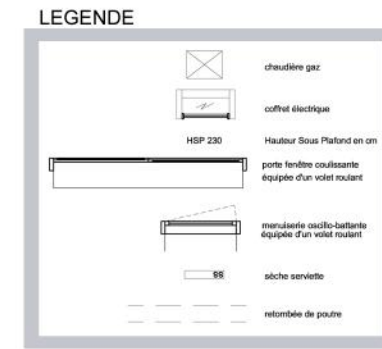 LEGENDE
chaudière gaz
coffret électrique
HSP 230 Hauteur Sous Plafond en cm
porte fenêtre coulissante
équipée d'un volet roulant
menuiserie oscillo-battante
équipée d'un volet roulant
SS sèche serviette
retombée de poutre